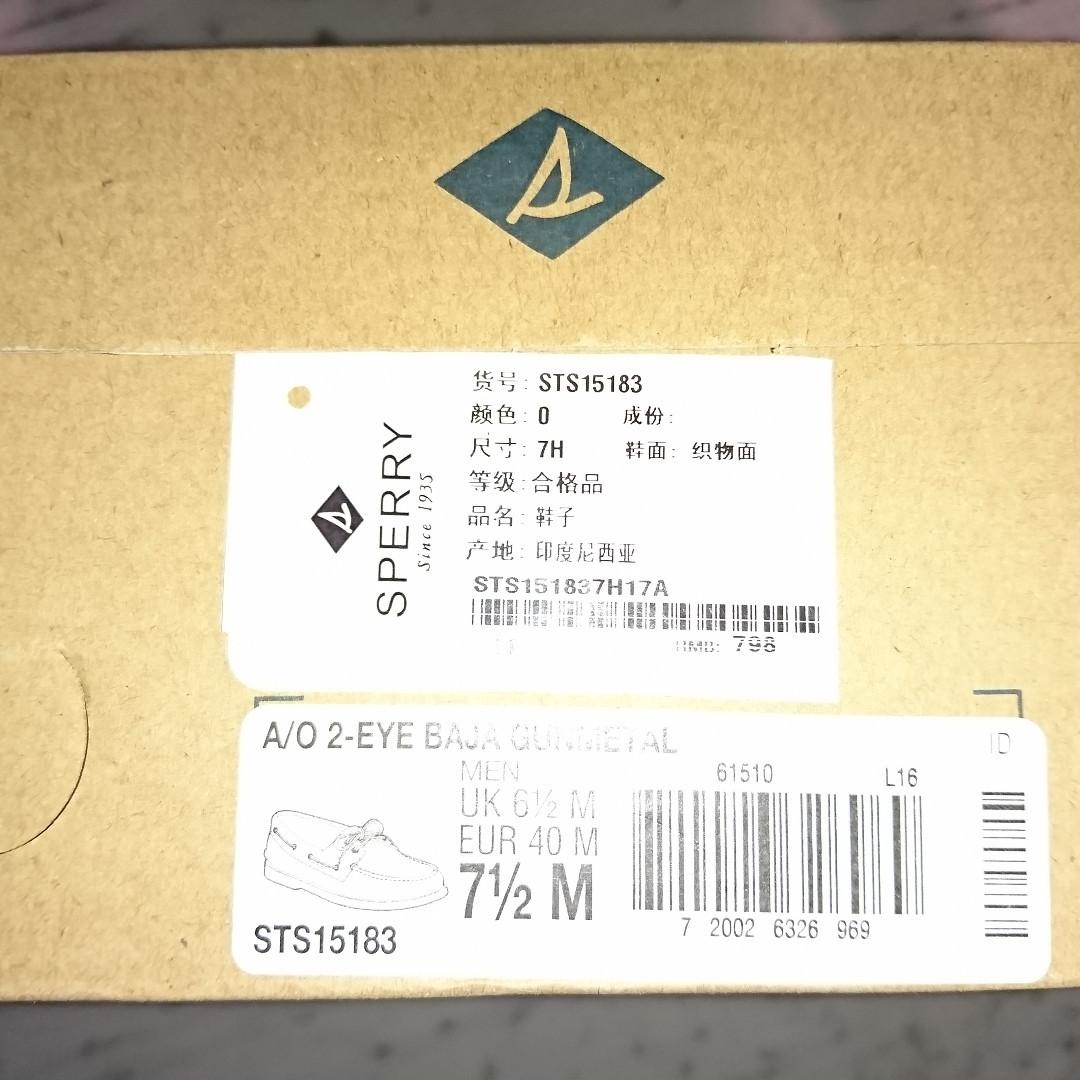 货号: STS15183
颜色: 0 成份:
尺寸: 7H 鞋面: 织物面
等级: 合格品
品名: 鞋子
产地: 印度尼西亚
STS151837H17A
RMB: 798
SPERRY
Since 1935
A/O 2-EYE BAJA GUNMETAL
ID
MEN
61510 L16
UK 6½ M
EUR 40 M
7½ M
7 2002 6326 969
STS15183